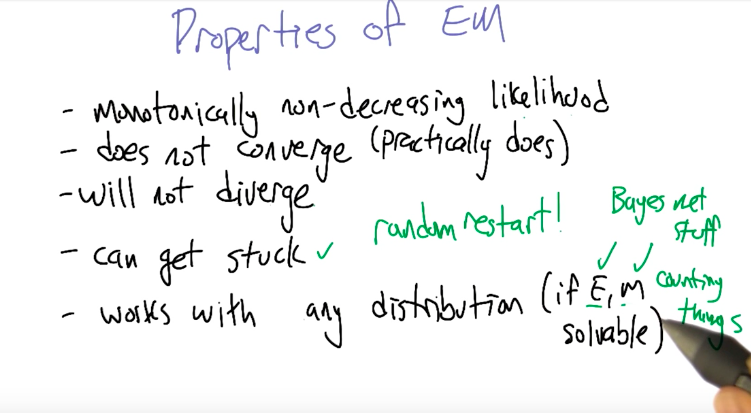 Properties of EM
- monotonically non-decreasing likelihood
- does not converge (practically does)
- will not diverge
- can get stuck ✓ random restart!
- works with any distribution (if E, M
solvable)
Bayes net
stuff
✓ ✓
counting
things